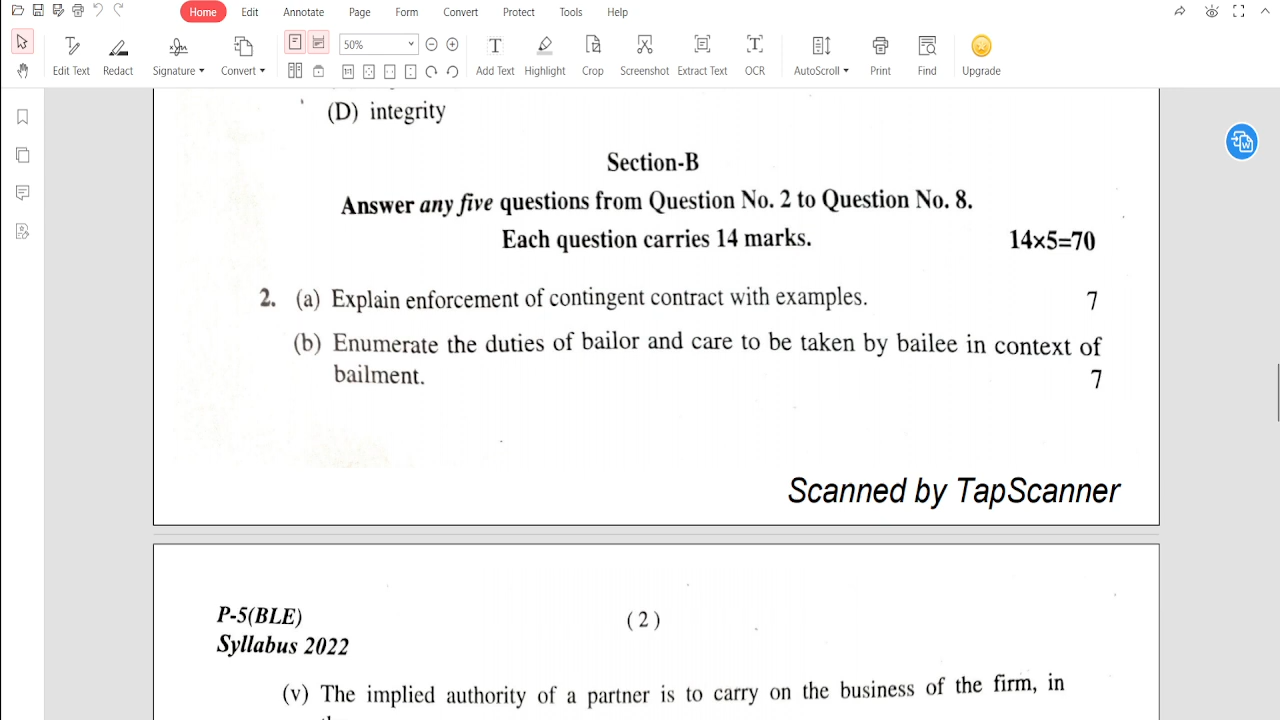 Home Edit Annotate Page Form Convert Protect Tools Help
50%
Edit Text Redact Signature Convert Add Text Highlight Crop Screenshot Extract Text OCR AutoScroll Print Find Upgrade
(D) integrity
Section-B
Answer any five questions from Question No. 2 to Question No. 8.
Each question carries 14 marks. 14×5=70
2. (a) Explain enforcement of contingent contract with examples. 7
(b) Enumerate the duties of bailor and care to be taken by bailee in context of
bailment. 7
Scanned by TapScanner
P-5(BLE) (2)
Syllabus 2022
(v) The implied authority of a partner is to carry on the business of the firm, in